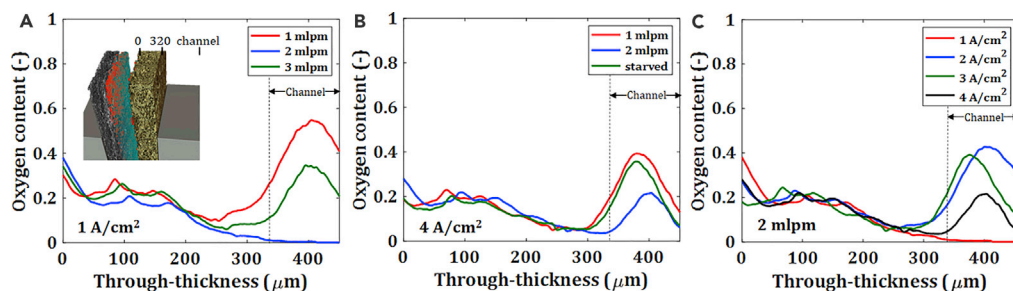 A
1
0.8
0.6
0.4
0.2
0
Oxygen content (-)
0 320 channel
1 mlpm
2 mlpm
3 mlpm
Channel
1 A/cm²
0 100 200 300 400
Through-thickness (μm)
B
1
0.8
0.6
0.4
0.2
0
Oxygen content (-)
1 mlpm
2 mlpm
starved
Channel
4 A/cm²
0 100 200 300 400
Through-thickness (μm)
C
1
0.8
0.6
0.4
0.2
0
Oxygen content (-)
1 A/cm²
2 A/cm²
3 A/cm²
4 A/cm²
Channel
2 mlpm
0 100 200 300 400
Through-thickness (μm)